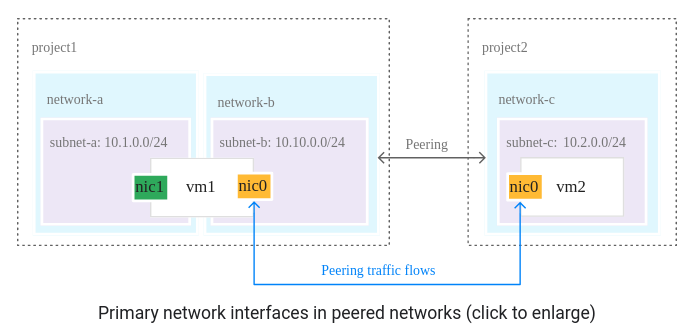 project1
project2
network-a
network-b
network-c
subnet-a: 10.1.0.0/24
subnet-b: 10.10.0.0/24
Peering
subnet-c: 10.2.0.0/24
nic1
vm1
nic0
nic0
vm2
Peering traffic flows
Primary network interfaces in peered networks (click to enlarge)